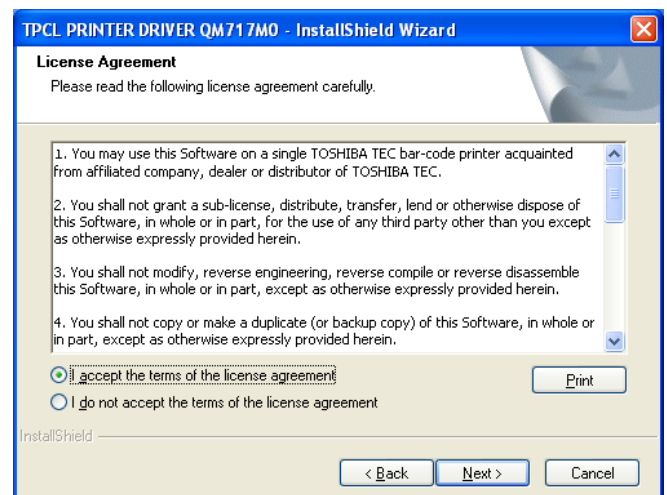 TPCL PRINTER DRIVER QM717M0 - InstallShield Wizard
License Agreement
Please read the following license agreement carefully.
1. You may use this Software on a single TOSHIBA TEC bar-code printer acquainted
from affiliated company, dealer or distributor of TOSHIBA TEC.
2. You shall not grant a sub-license, distribute, transfer, lend or otherwise dispose of
this Software, in whole or in part, for the use of any third party other than you except
as otherwise expressly provided herein.
3. You shall not modify, reverse engineering, reverse compile or reverse disassemble
this Software, in whole or in part, except as otherwise expressly provided herein.
4. You shall not copy or make a duplicate (or backup copy) of this Software, in whole or
in part, except as otherwise expressly provided herein.
I accept the terms of the license agreement
Print
I do not accept the terms of the license agreement
InstallShield
< Back
Next >
Cancel